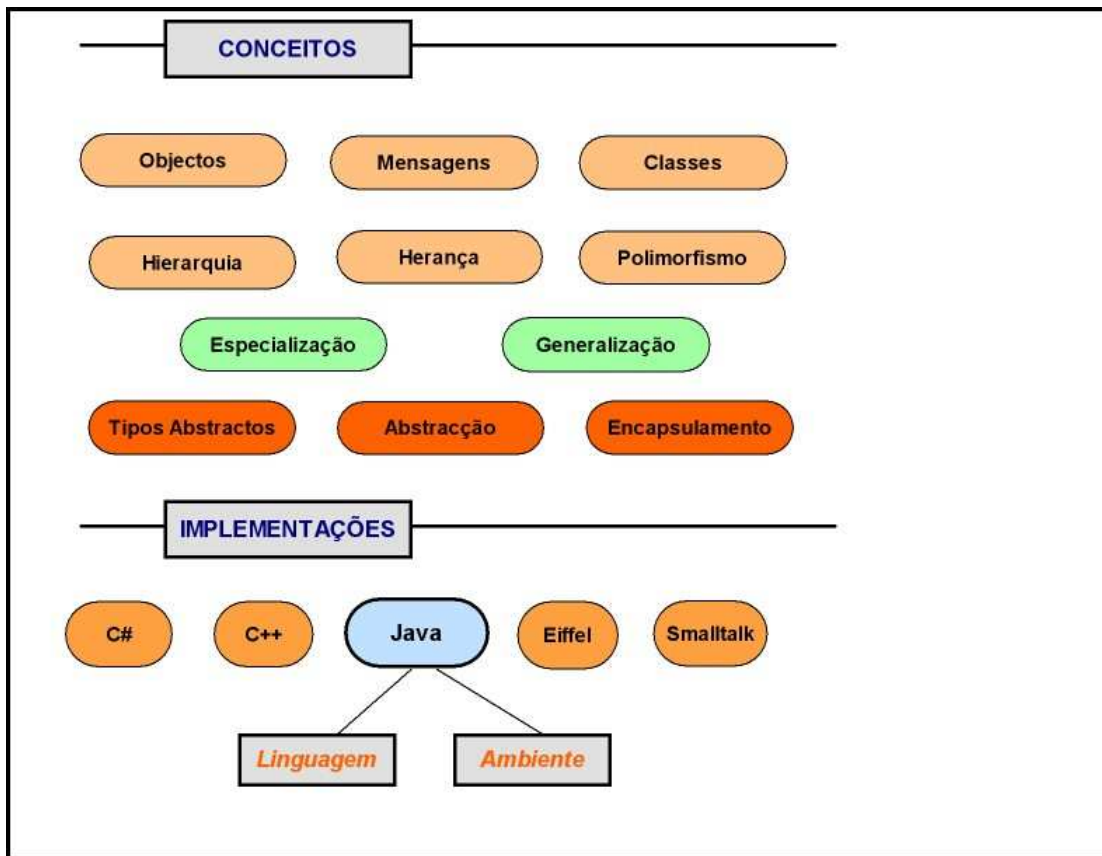 CONCEITOS
Objectos
Mensagens
Classes
Hierarquia
Herança
Polimorfismo
Especialização
Generalização
Tipos Abstractos
Abstracção
Encapsulamento
IMPLEMENTAÇÕES
C#
C++
Java
Eiffel
Smalltalk
Linguagem
Ambiente